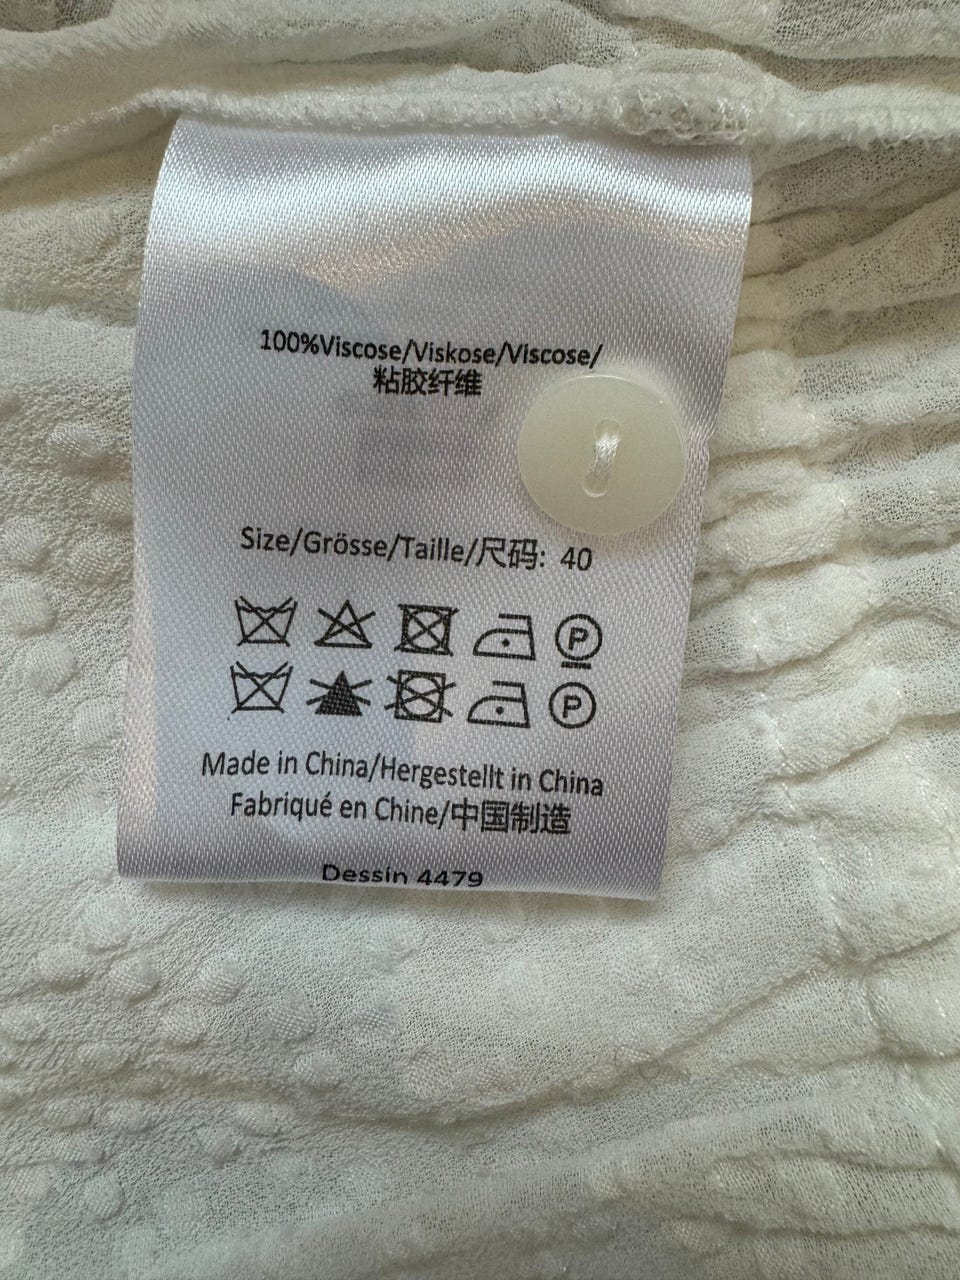 100%Viscose/Viskose/Viscose/
粘胶纤维
Size/Grösse/Taille/尺码: 40
P
P
Made in China/Hergestellt in China
Fabriqué en Chine/中国制造
Dessin 4479